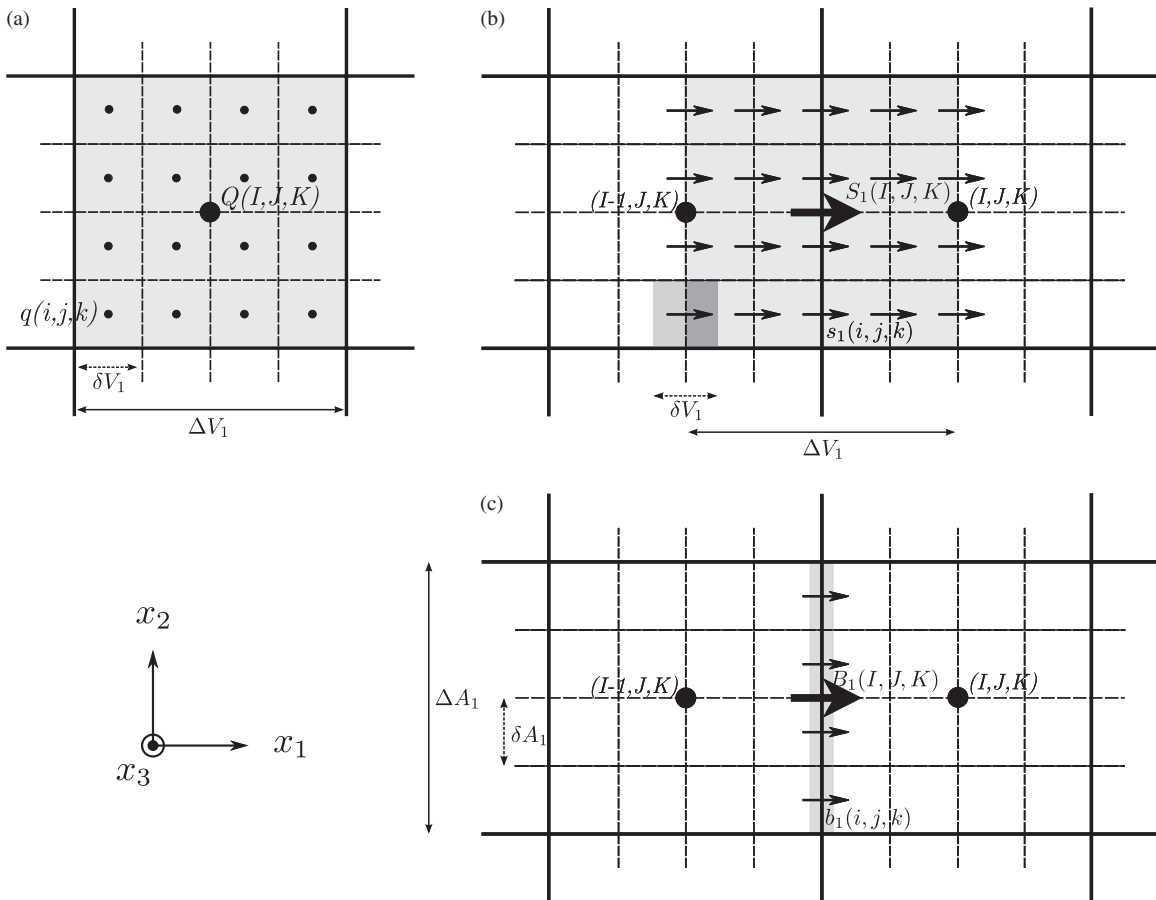 (a)
Q(I,J,K)
q(i,j,k)
δV₁
ΔV₁
(b)
S₁(I, J, K)
(I-1,J,K)
(I,J,K)
s₁(i, j, k)
δV₁
ΔV₁
(c)
(I-1,J,K)
B₁(I, J, K)
(I,J,K)
b₁(i, j, k)
ΔA₁
δA₁
x₂
x₁
x₃